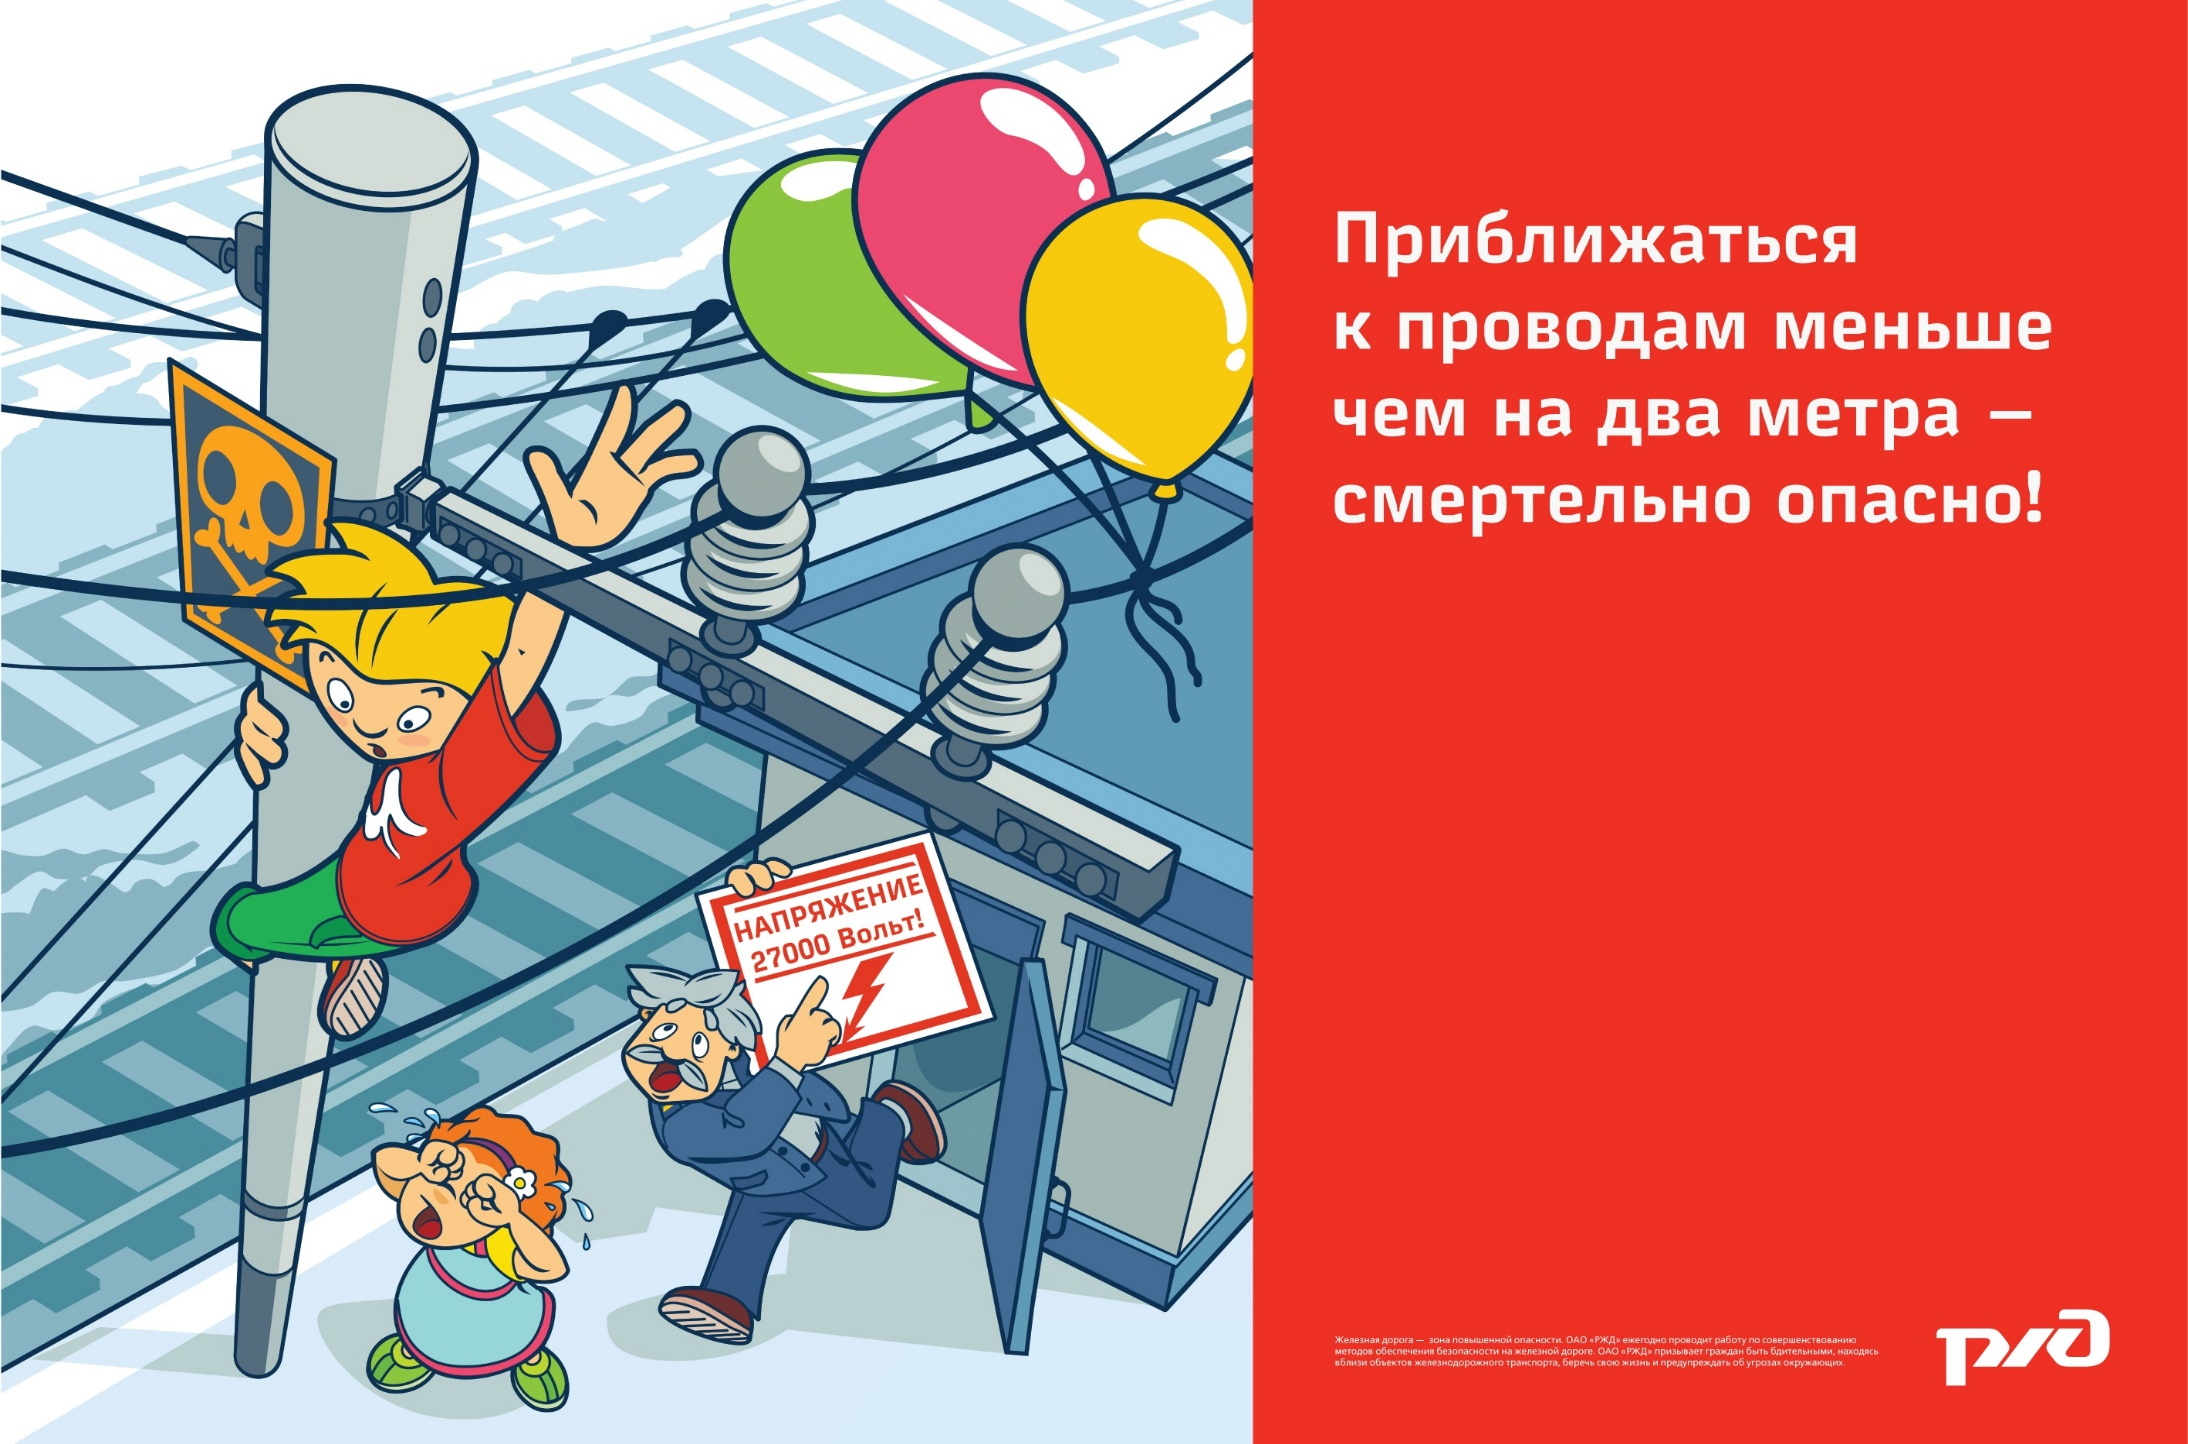 Приближаться
к проводам меньше
чем на два метра —
смертельно опасно!
НАПРЯЖЕНИЕ
27000 Вольт!
Железная дорога — зона повышенной опасности. ОАО «РЖД» ежегодно проводит работу по совершенствованию
методов обеспечения безопасности на железной дороге. ОАО «РЖД» призывает граждан быть бдительными, находясь
вблизи объектов железнодорожного транспорта, беречь свою жизнь и предупреждать об угрозах окружающих.
ржд